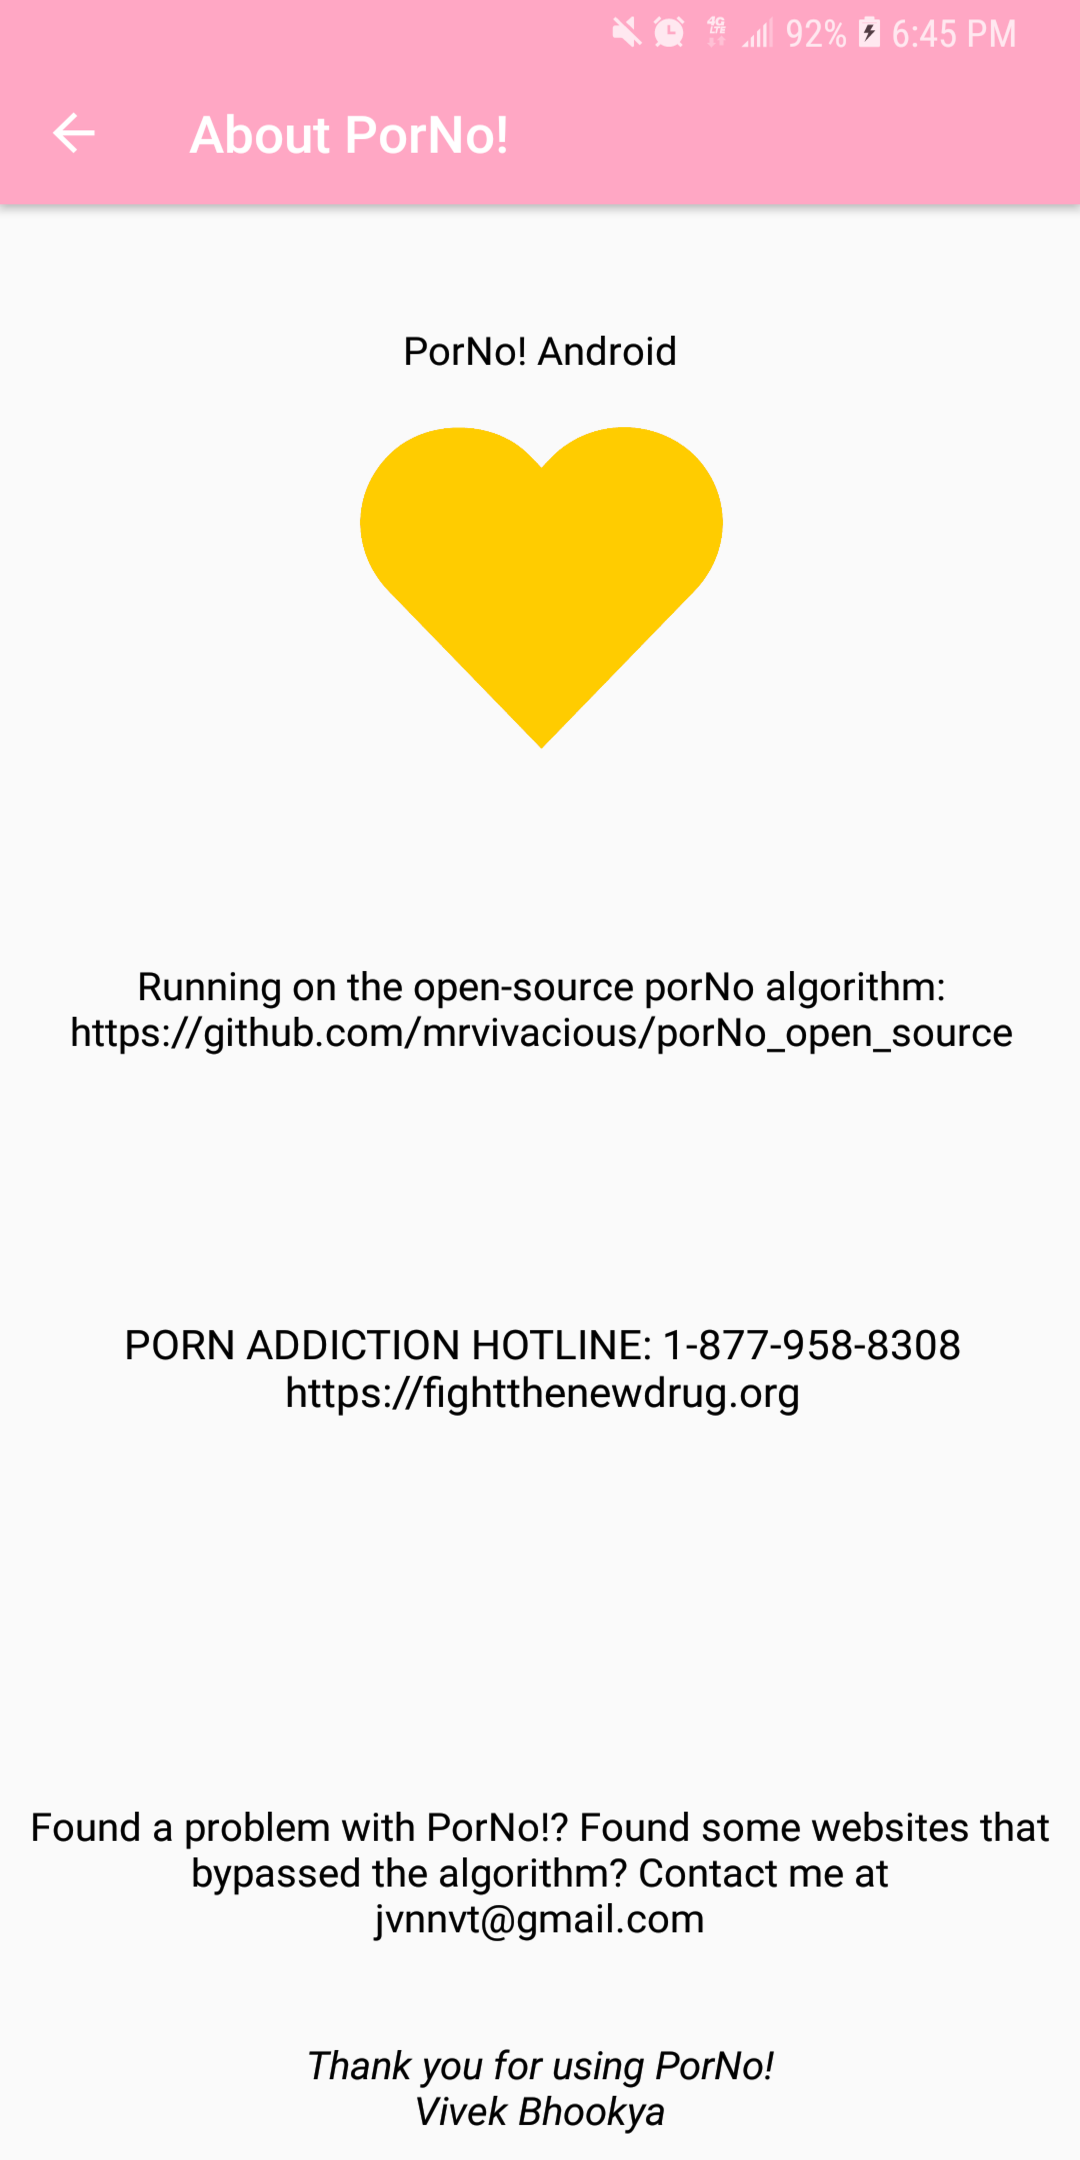 4G LTE 92% 6:45 PM
About PorNo!
PorNo! Android
Running on the open-source porNo algorithm:
https://github.com/mrvivacious/porNo_open_source
PORN ADDICTION HOTLINE: 1-877-958-8308
https://fightthenewdrug.org
Found a problem with PorNo!? Found some websites that
bypassed the algorithm? Contact me at
jvnnvt@gmail.com
Thank you for using PorNo!
Vivek Bhookya